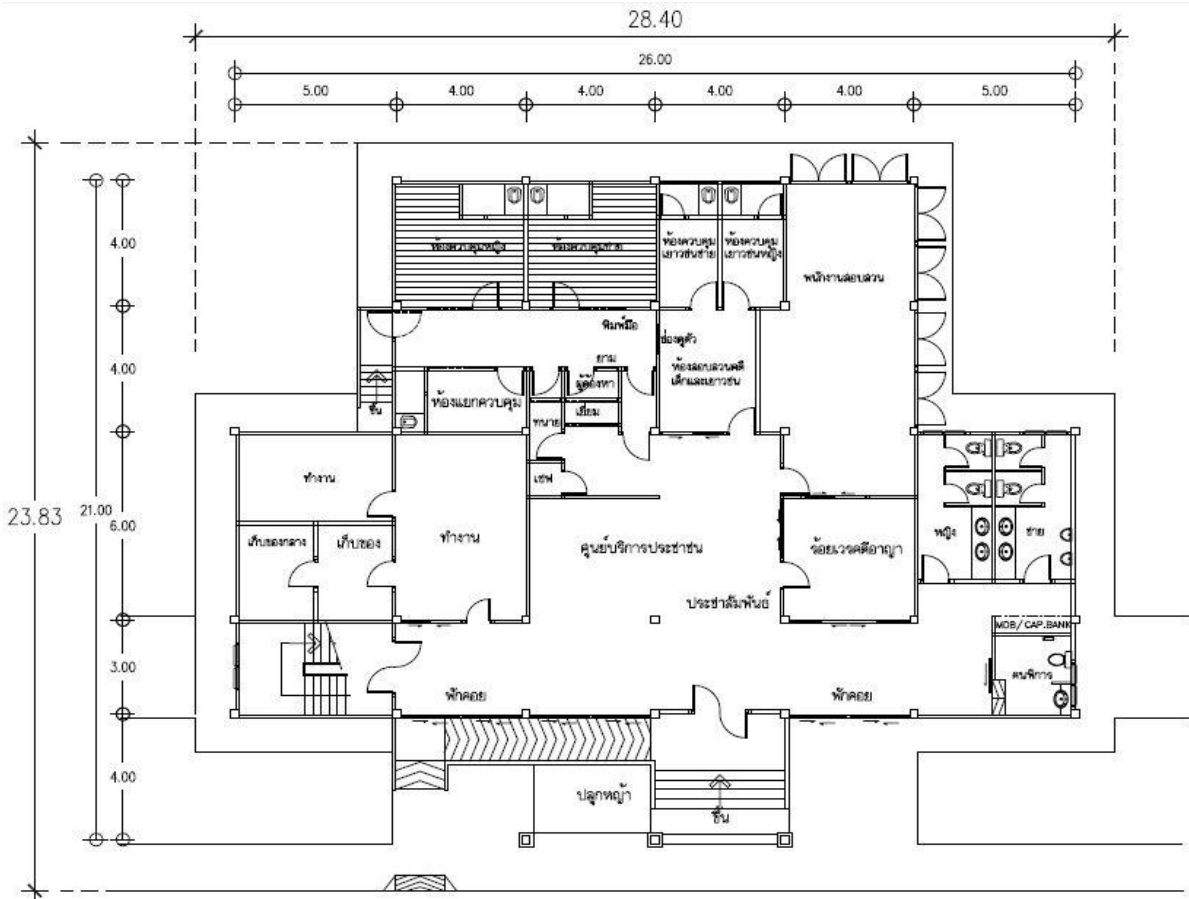 28.40
26.00
5.00 4.00 4.00 4.00 4.00 5.00
4.00
4.00
21.00
6.00
3.00
4.00
23.83
ห้องควบคุมหญิง
ห้องควบคุมชาย
ห้องควบคุม
เยาวชนชาย
ห้องควบคุม
เยาวชนหญิง
พนักงานสอบสวน
พิมพ์มือ
ยาม
ช่องดูตัว
ห้องสอบสวนคดี
เด็กและเยาวชน
ขึ้น
ห้องแยกควบคุม
ผู้ต้องหา
ทนาย
เยี่ยม
เซฟ
ทำงาน
ทำงาน
เก็บของกลาง
เก็บของ
ศูนย์บริการประชาชน
ประชาสัมพันธ์
ร้อยเวรคดีอาญา
หญิง
ชาย
MDB/ CAP.BANK
คนพิการ
พักคอย
พักคอย
ปลูกหญ้า
ขึ้น